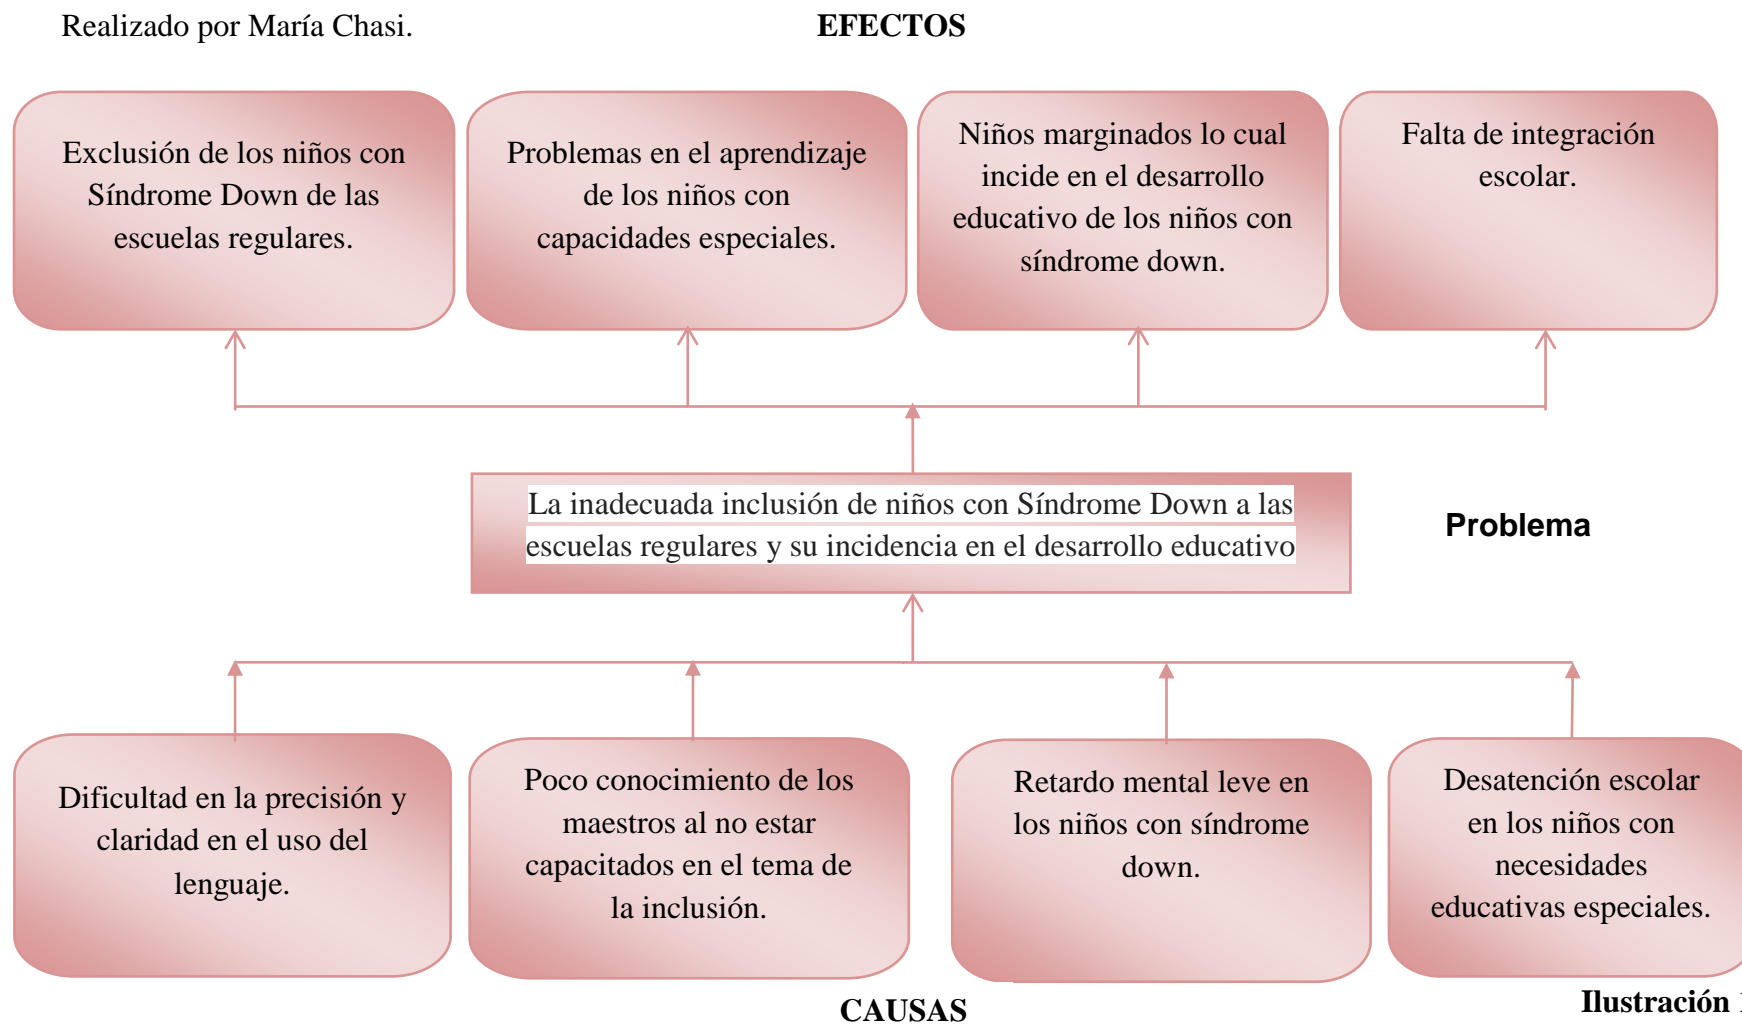 Realizado por María Chasi.
EFECTOS
Exclusión de los niños con
Síndrome Down de las
escuelas regulares.
Problemas en el aprendizaje
de los niños con
capacidades especiales.
Niños marginados lo cual
incide en el desarrollo
educativo de los niños con
síndrome down.
Falta de integración
escolar.
La inadecuada inclusión de niños con Síndrome Down a las
escuelas regulares y su incidencia en el desarrollo educativo
Problema
Dificultad en la precisión y
claridad en el uso del
lenguaje.
Poco conocimiento de los
maestros al no estar
capacitados en el tema de
la inclusión.
Retardo mental leve en
los niños con síndrome
down.
Desatención escolar
en los niños con
necesidades
educativas especiales.
CAUSAS
Ilustración